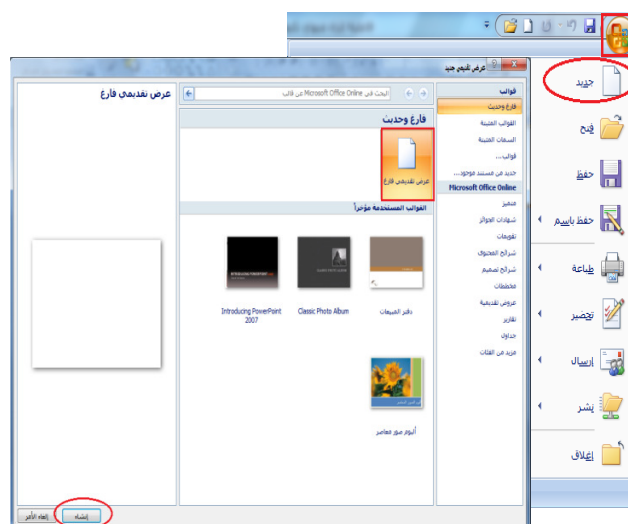 جديد
فتح
حفظ
حفظ باسم
طباعة
تحضير
إرسال
نشر
إغلاق
عرض تقديمي جديد
قوالب
فارغ وحديث
القوالب المثبتة
السمات المثبتة
قوالب...
جديد من مستند موجود...
Microsoft Office Online
متميز
شهادات الجوائز
تقويمات
شرائح المحتوى
شرائح تصميم
مخططات
عروض تقديمية
تقارير
جداول
مزيد من الفئات
البحث في Microsoft Office Online عن قالب
فارغ وحديث
عرض تقديمي فارغ
القوالب المستخدمة مؤخراً
دفتر المبيعات
Classic Photo Album
Introducing PowerPoint 2007
ألبوم صور معاصر
عرض تقديمي فارغ
إنشاء
إلغاء الأمر